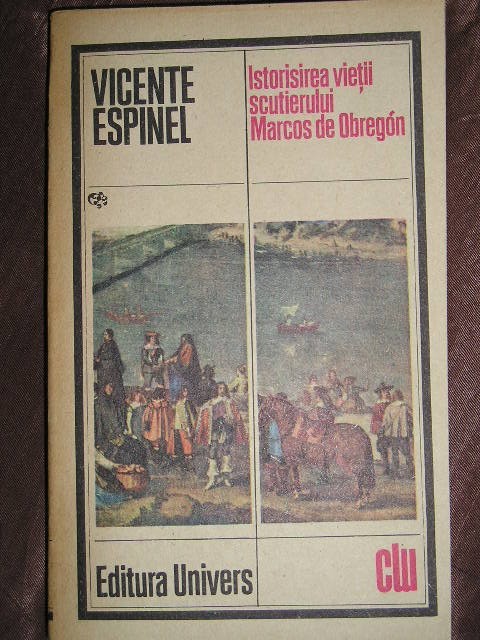 VICENTE
ESPINEL
Istorisirea vieții
scutierului
Marcos de Obregón
Editura Univers
clu